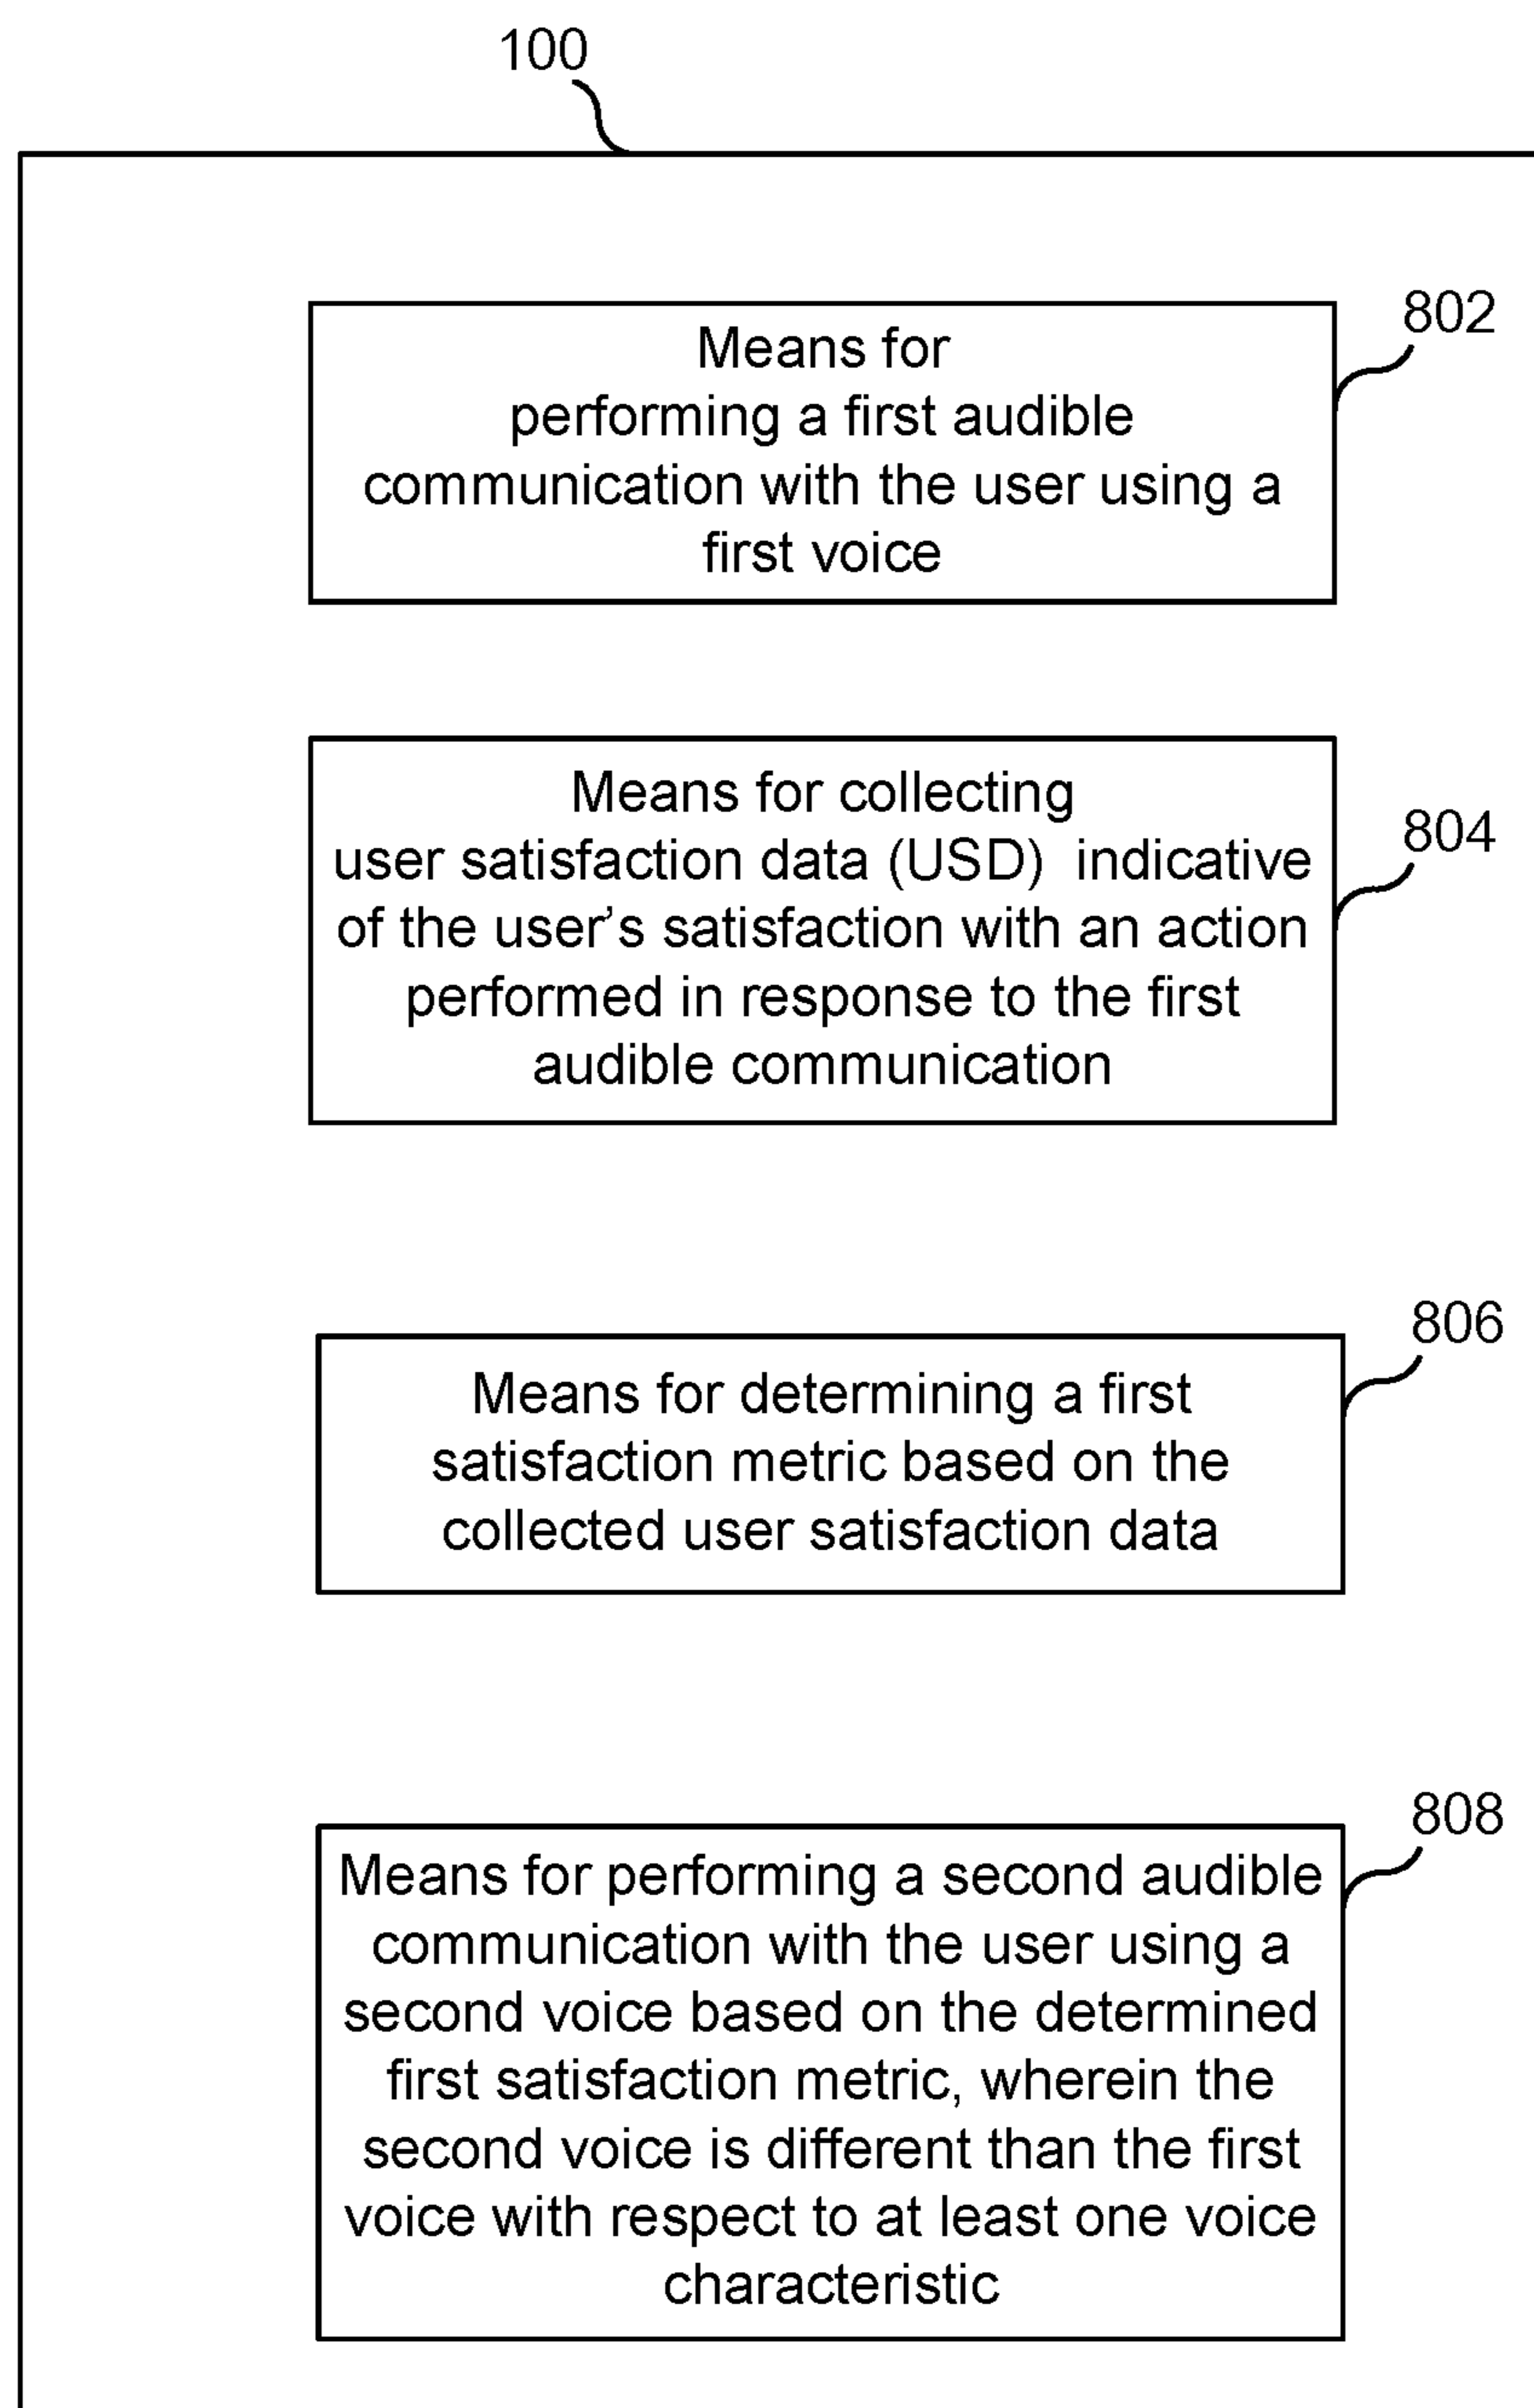 100
802
Means for
performing a first audible
communication with the user using a
first voice
804
Means for collecting
user satisfaction data (USD)  indicative
of the user’s satisfaction with an action
performed in response to the first
audible communication
806
Means for determining a first
satisfaction metric based on the
collected user satisfaction data
808
Means for performing a second audible
communication with the user using a
second voice based on the determined
first satisfaction metric, wherein the
second voice is different than the first
voice with respect to at least one voice
characteristic